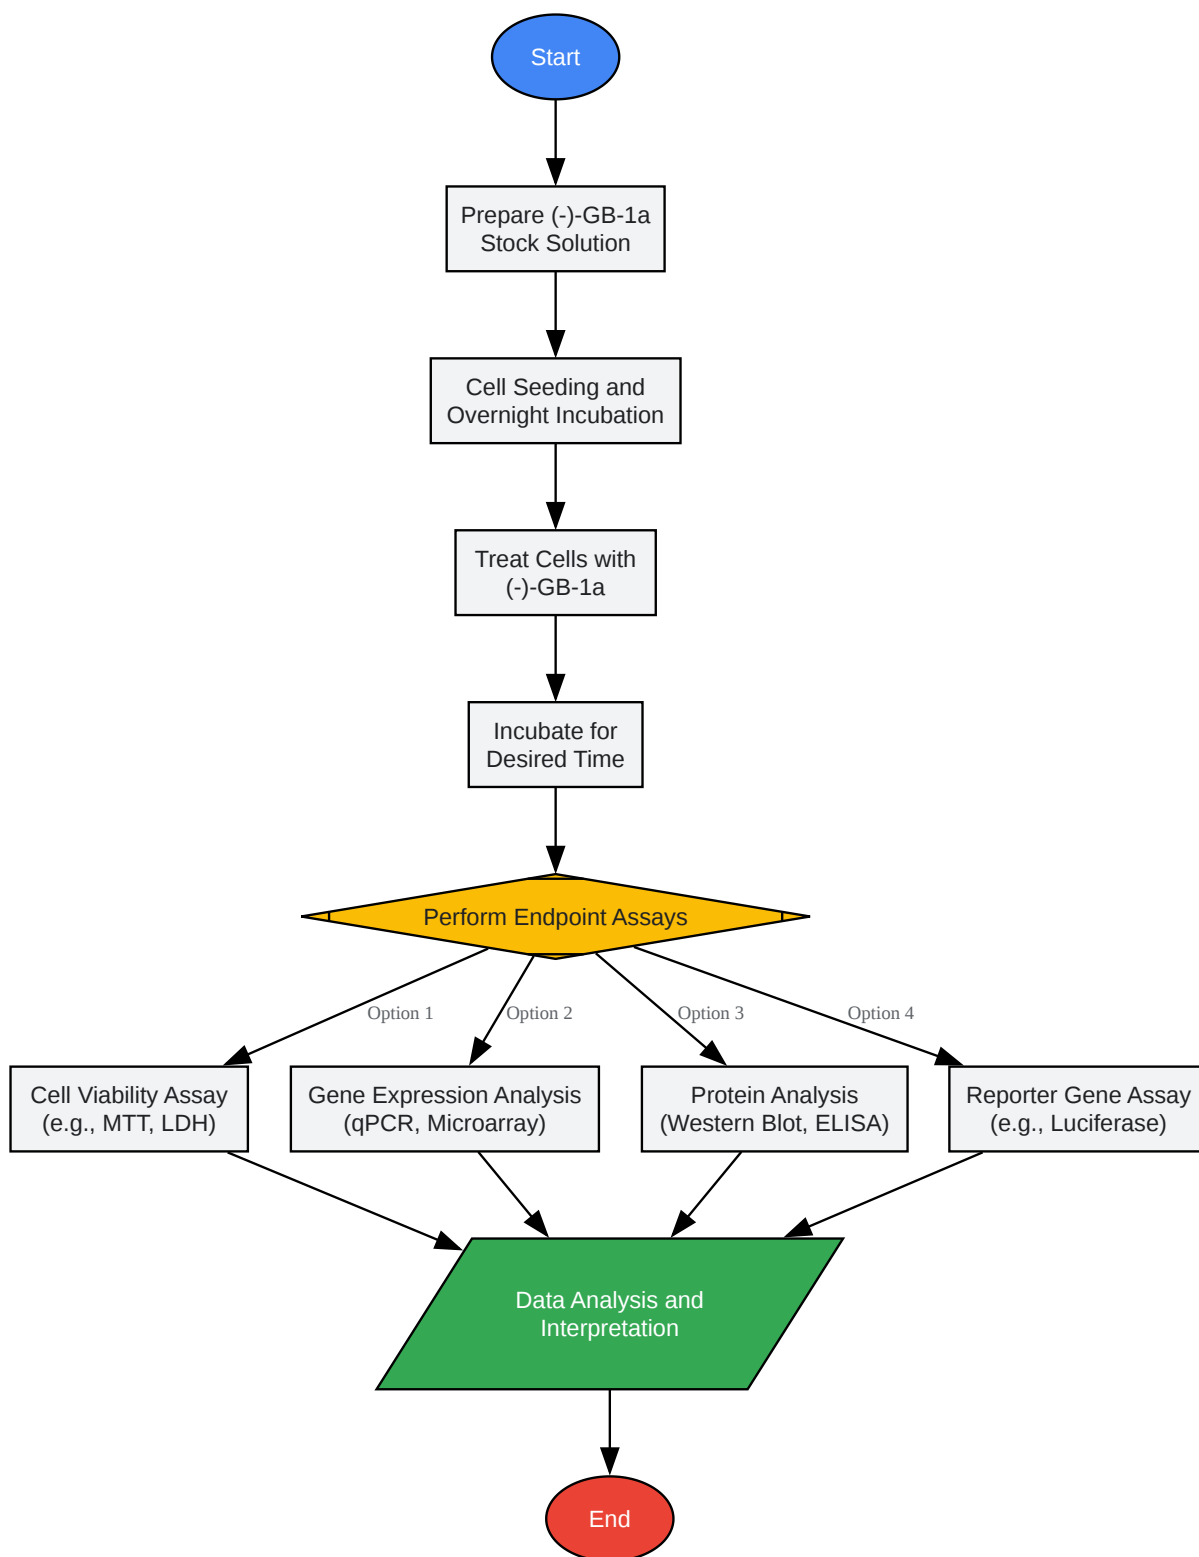 Start
Prepare (-)-GB-1a
Stock Solution
Cell Seeding and
Overnight Incubation
Treat Cells with
(-)-GB-1a
Incubate for
Desired Time
Perform Endpoint Assays
Option 1
Option 2
Option 3
Option 4
Cell Viability Assay
(e.g., MTT, LDH)
Gene Expression Analysis
(qPCR, Microarray)
Protein Analysis
(Western Blot, ELISA)
Reporter Gene Assay
(e.g., Luciferase)
Data Analysis and
Interpretation
End